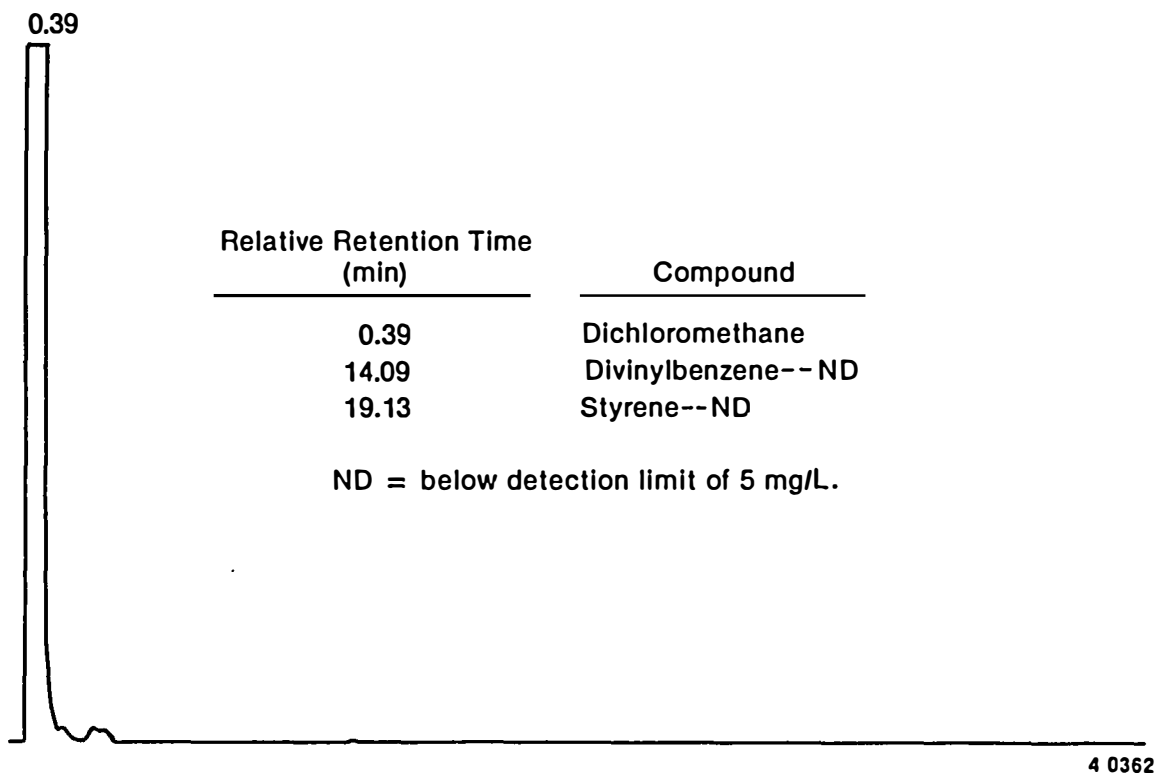 0.39
Relative Retention Time
(min) Compound
0.39 Dichloromethane
14.09 Divinylbenzene--ND
19.13 Styrene--ND
ND = below detection limit of 5 mg/L.
4 0362